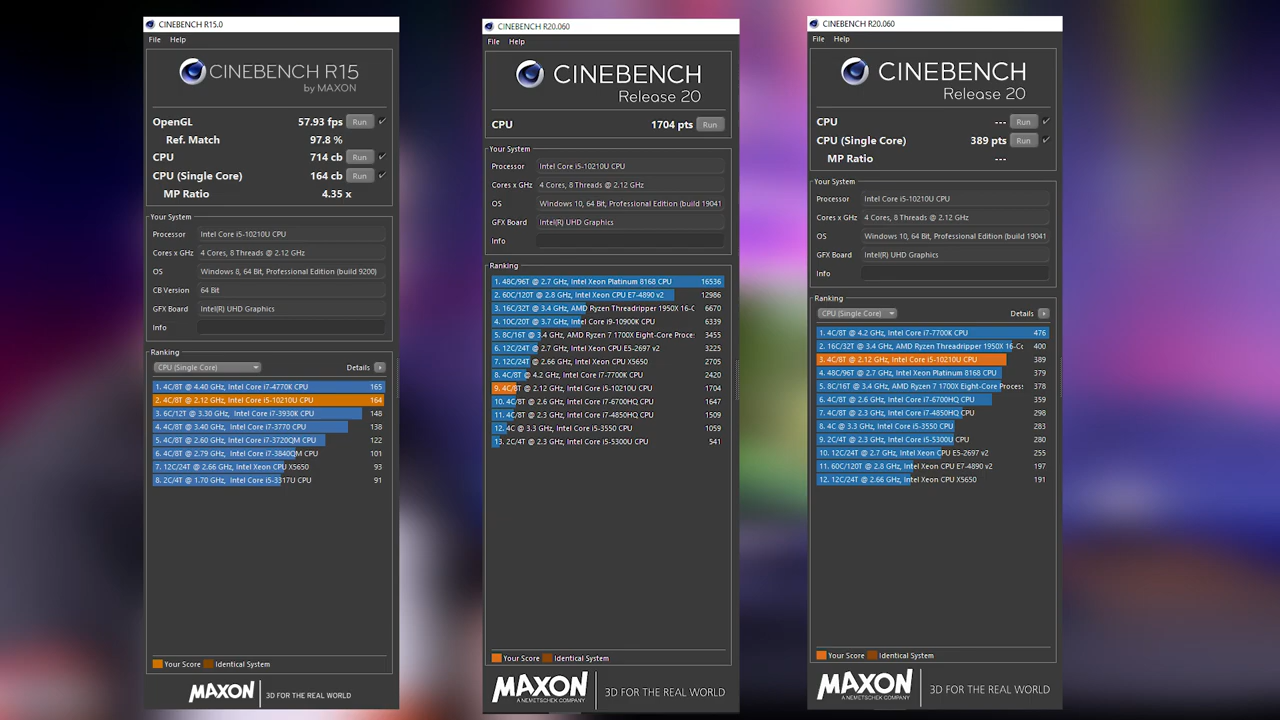 CINEBENCH R15.0
File Help
CINEBENCH R15
by MAXON
OpenGL 57.93 fps Run
Ref. Match 97.8 %
CPU 714 cb Run
CPU (Single Core) 164 cb Run
MP Ratio 4.35 x
Your System
Processor Intel Core i5-10210U CPU
Cores x GHz 4 Cores, 8 Threads @ 2.12 GHz
OS Windows 8, 64 Bit, Professional Edition (build 9200)
CB Version 64 Bit
GFX Board Intel(R) UHD Graphics
Info
Ranking
CPU (Single Core) Details
1. 4C/8T @ 4.40 GHz, Intel Core i7-4770K CPU 165
2. 4C/8T @ 2.12 GHz, Intel Core i5-10210U CPU 164
3. 6C/12T @ 3.30 GHz, Intel Core i7-3930K CPU 148
4. 4C/8T @ 3.40 GHz, Intel Core i7-3770 CPU 138
5. 4C/8T @ 2.60 GHz, Intel Core i7-3720QM CPU 122
6. 4C/8T @ 2.79 GHz, Intel Core i7-3840QM CPU 101
7. 12C/24T @ 2.66 GHz, Intel Xeon CPU X5650 93
8. 2C/4T @ 1.70 GHz, Intel Core i5-3317U CPU 91
Your Score Identical System
MAXON 3D FOR THE REAL WORLD
CINEBENCH R20.060
File Help
CINEBENCH
Release 20
CPU 1704 pts Run
Your System
Processor Intel Core i5-10210U CPU
Cores x GHz 4 Cores, 8 Threads @ 2.12 GHz
OS Windows 10, 64 Bit, Professional Edition (build 19041
GFX Board Intel(R) UHD Graphics
Info
Ranking
1. 48C/96T @ 2.7 GHz, Intel Xeon Platinum 8168 CPU 16536
2. 60C/120T @ 2.8 GHz, Intel Xeon CPU E7-4890 v2 12986
3. 16C/32T @ 3.4 GHz, AMD Ryzen Threadripper 1950X 16-C 6670
4. 10C/20T @ 3.7 GHz, Intel Core i9-10900K CPU 6339
5. 8C/16T @ 3.4 GHz, AMD Ryzen 7 1700X Eight-Core Proce: 3455
6. 12C/24T @ 2.7 GHz, Intel Xeon CPU E5-2697 v2 3225
7. 12C/24T @ 2.66 GHz, Intel Xeon CPU X5650 2705
8. 4C/8T @ 4.2 GHz, Intel Core i7-7700K CPU 2420
9. 4C/8T @ 2.12 GHz, Intel Core i5-10210U CPU 1704
10. 4C/8T @ 2.6 GHz, Intel Core i7-6700HQ CPU 1647
11. 4C/8T @ 2.3 GHz, Intel Core i7-4850HQ CPU 1509
12. 4C @ 3.3 GHz, Intel Core i5-3550 CPU 1059
13. 2C/4T @ 2.3 GHz, Intel Core i5-5300U CPU 541
Your Score Identical System
MAXON 3D FOR THE REAL WORLD
A NEMETSCHEK COMPANY
CINEBENCH R20.060
File Help
CINEBENCH
Release 20
CPU --- Run
CPU (Single Core) 389 pts Run
MP Ratio ---
Your System
Processor Intel Core i5-10210U CPU
Cores x GHz 4 Cores, 8 Threads @ 2.12 GHz
OS Windows 10, 64 Bit, Professional Edition (build 19041
GFX Board Intel(R) UHD Graphics
Info
Ranking
CPU (Single Core) Details
1. 4C/8T @ 4.2 GHz, Intel Core i7-7700K CPU 476
2. 16C/32T @ 3.4 GHz, AMD Ryzen Threadripper 1950X 16-Co 400
3. 4C/8T @ 2.12 GHz, Intel Core i5-10210U CPU 389
4. 48C/96T @ 2.7 GHz, Intel Xeon Platinum 8168 CPU 379
5. 8C/16T @ 3.4 GHz, AMD Ryzen 7 1700X Eight-Core Proces: 378
6. 4C/8T @ 2.6 GHz, Intel Core i7-6700HQ CPU 359
7. 4C/8T @ 2.3 GHz, Intel Core i7-4850HQ CPU 298
8. 4C @ 3.3 GHz, Intel Core i5-3550 CPU 283
9. 2C/4T @ 2.3 GHz, Intel Core i5-5300U CPU 280
10. 12C/24T @ 2.7 GHz, Intel Xeon CPU E5-2697 v2 255
11. 60C/120T @ 2.8 GHz, Intel Xeon CPU E7-4890 v2 197
12. 12C/24T @ 2.66 GHz, Intel Xeon CPU X5650 191
Your Score Identical System
MAXON 3D FOR THE REAL WORLD
A NEMETSCHEK COMPANY